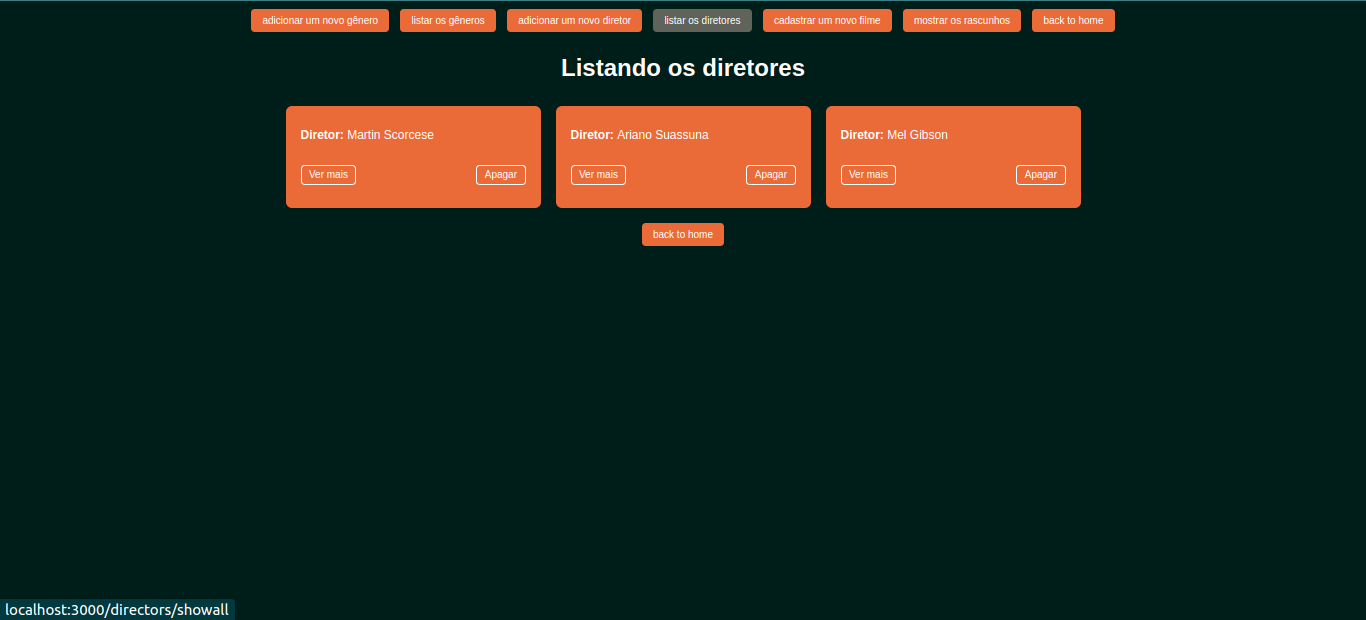 adicionar um novo gênero listar os gêneros adicionar um novo diretor listar os diretores cadastrar um novo filme mostrar os rascunhos back to home
Listando os diretores
Diretor: Martin Scorcese
Ver mais Apagar
Diretor: Ariano Suassuna
Ver mais Apagar
Diretor: Mel Gibson
Ver mais Apagar
back to home
localhost:3000/directors/showall